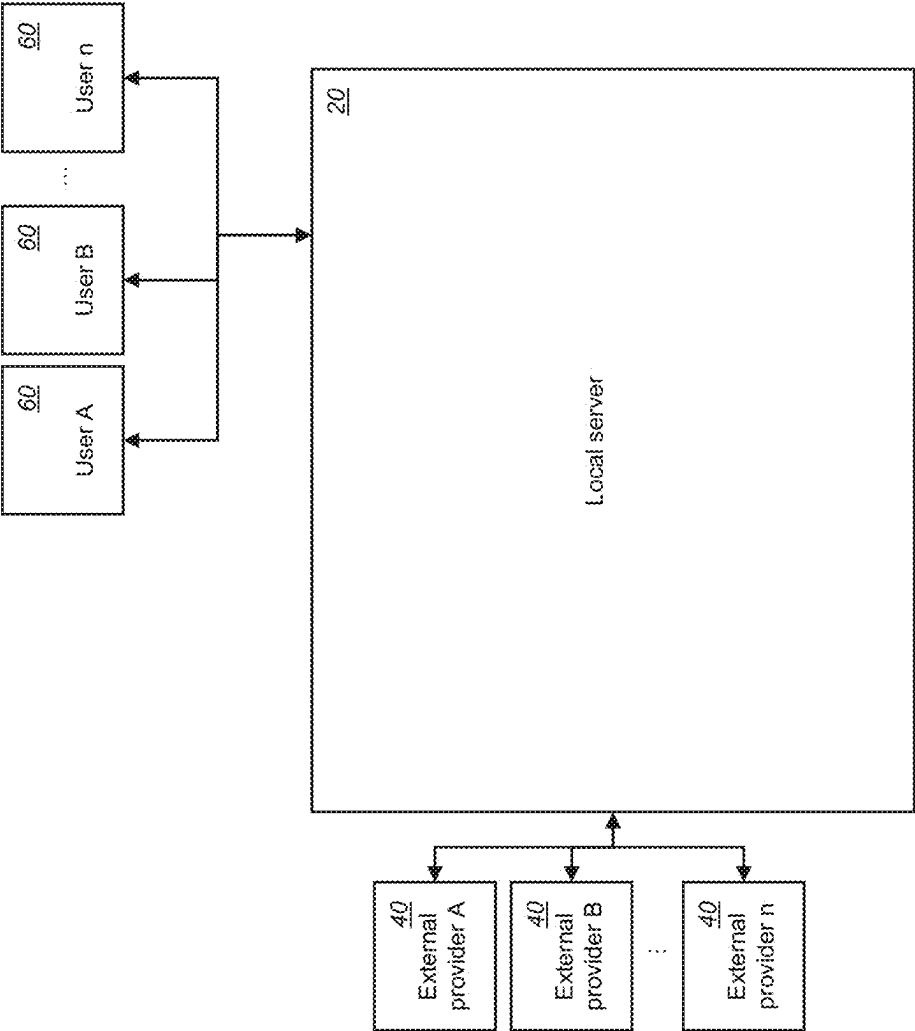 60
User A
60
User B
...
60
User n
20
Local server
40
External
provider A
40
External
provider B
...
40
External
provider n